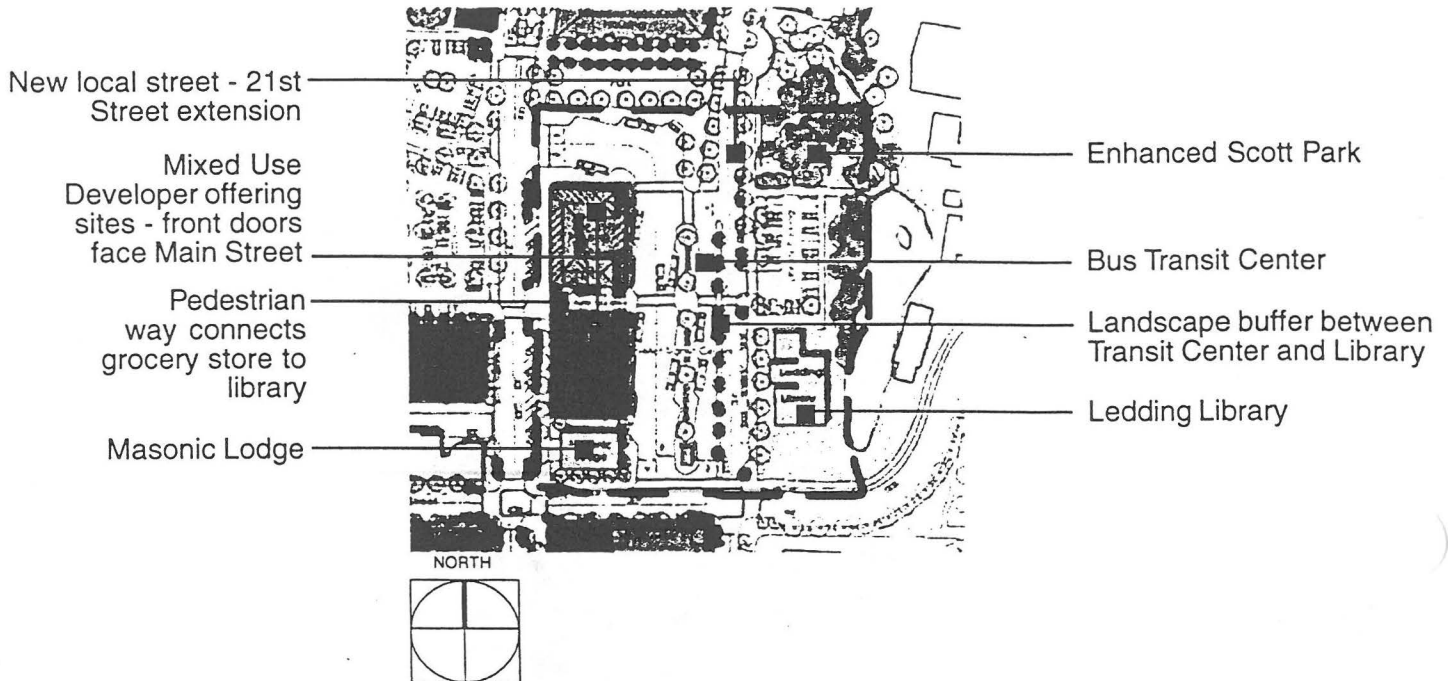 New local street - 21st
Street extension
Mixed Use
Developer offering
sites - front doors
face Main Street
Pedestrian
way connects
grocery store to
library
Masonic Lodge
Enhanced Scott Park
Bus Transit Center
Landscape buffer between
Transit Center and Library
Ledding Library
Ledding
Library
NORTH